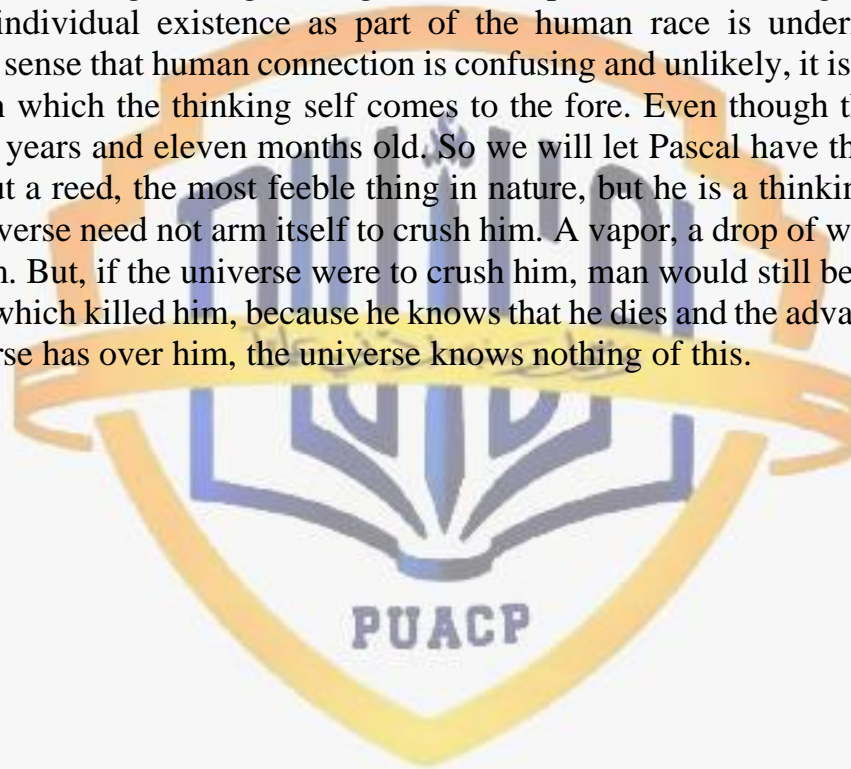 individual existence as part of the human race is under
sense that human connection is confusing and unlikely, it is
n which the thinking self comes to the fore. Even though t
years and eleven months old. So we will let Pascal have th
ut a reed, the most feeble thing in nature, but he is a thinkin
verse need not arm itself to crush him. A vapor, a drop of w
n. But, if the universe were to crush him, man would still be
which killed him, because he knows that he dies and the adva
rse has over him, the universe knows nothing of this.
PUACP